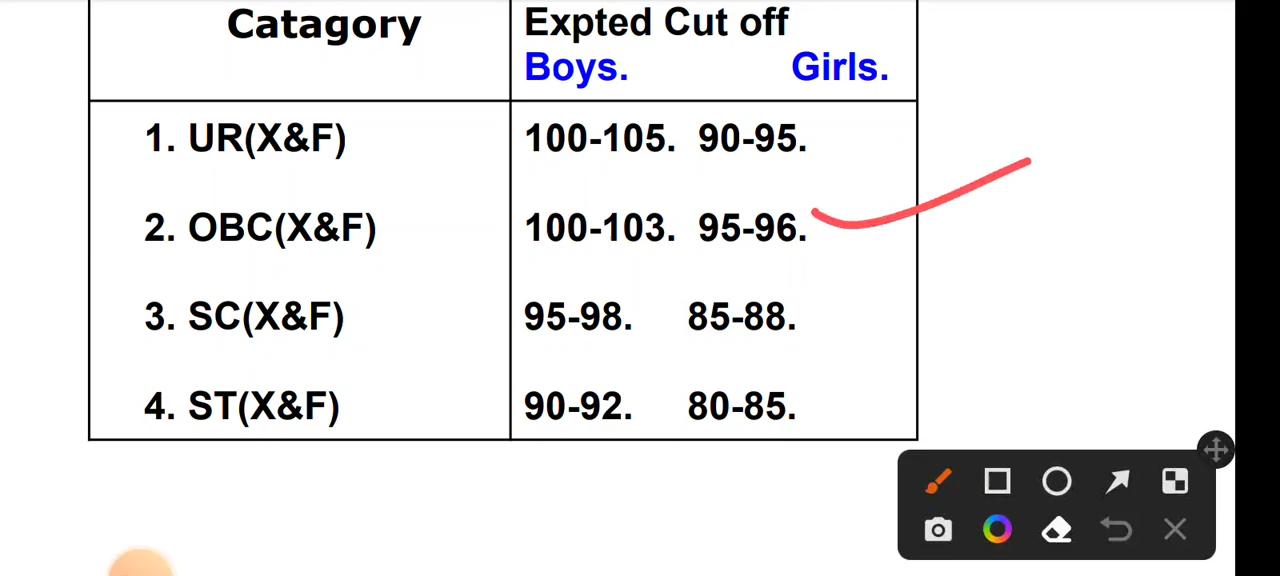 Catagory
Expted Cut off
Boys. Girls.
1. UR(X&F) 100-105. 90-95.
2. OBC(X&F) 100-103. 95-96.
3. SC(X&F) 95-98. 85-88.
4. ST(X&F) 90-92. 80-85.